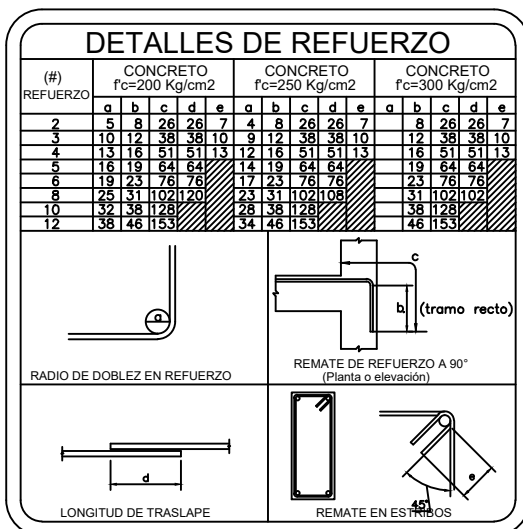 DETALLES DE REFUERZO
(#) REFUERZO CONCRETO f'c=200 Kg/cm2 CONCRETO f'c=250 Kg/cm2 CONCRETO f'c=300 Kg/cm2
a b c d e a b c d e a b c d e
2 5 8 26 26 7 4 8 26 26 7 8 26 26 7
3 10 12 38 38 10 9 12 38 38 10 12 38 38 10
4 13 16 51 51 13 12 16 51 51 13 16 51 51 13
5 16 19 64 64 14 19 64 64 19 64 64
6 19 23 76 76 17 23 76 76 23 76 76
8 25 31 102 120 23 31 102 108 31 102 102
10 32 38 128 28 38 128 38 128
12 38 46 153 34 46 153 46 153
a
RADIO DE DOBLEZ EN REFUERZO
c
b (tramo recto)
REMATE DE REFUERZO A 90°
(Planta o elevación)
d
LONGITUD DE TRASLAPE
e
45°
REMATE EN ESTRIBOS